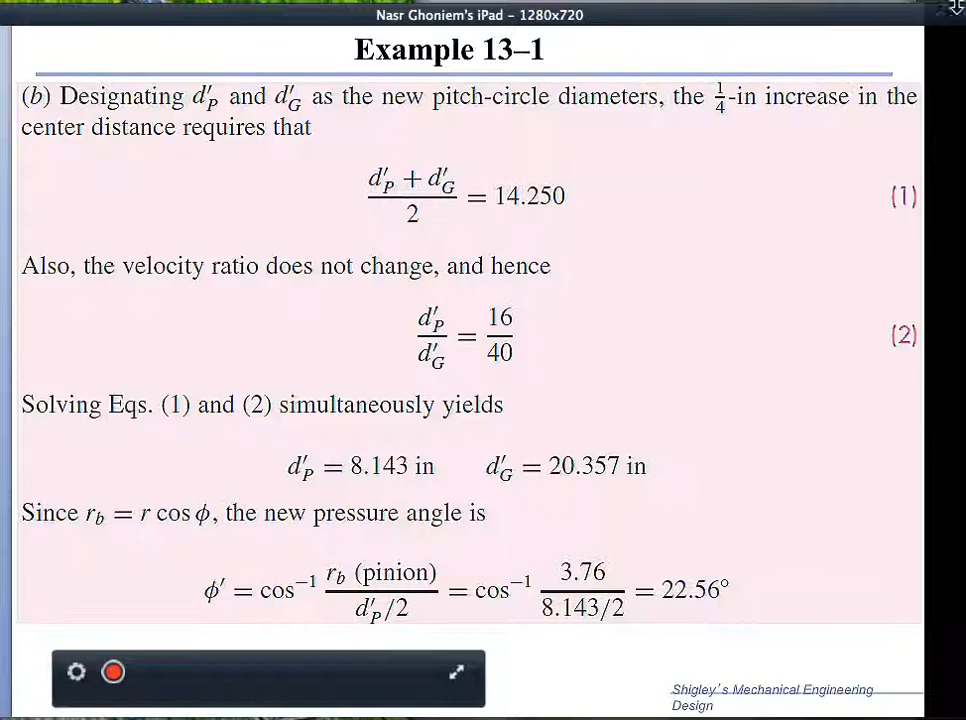 Nasr Ghoniem's iPad – 1280x720
Example 13–1
(b) Designating d′P and d′G as the new pitch-circle diameters, the 1/4-in increase in the
center distance requires that
(d′P + d′G)/2 = 14.250 (1)
Also, the velocity ratio does not change, and hence
d′P/d′G = 16/40 (2)
Solving Eqs. (1) and (2) simultaneously yields
d′P = 8.143 in d′G = 20.357 in
Since rb = r cos ϕ, the new pressure angle is
ϕ′ = cos−1 rb (pinion)/(d′P/2) = cos−1 3.76/(8.143/2) = 22.56°
Shigley's Mechanical Engineering
Design